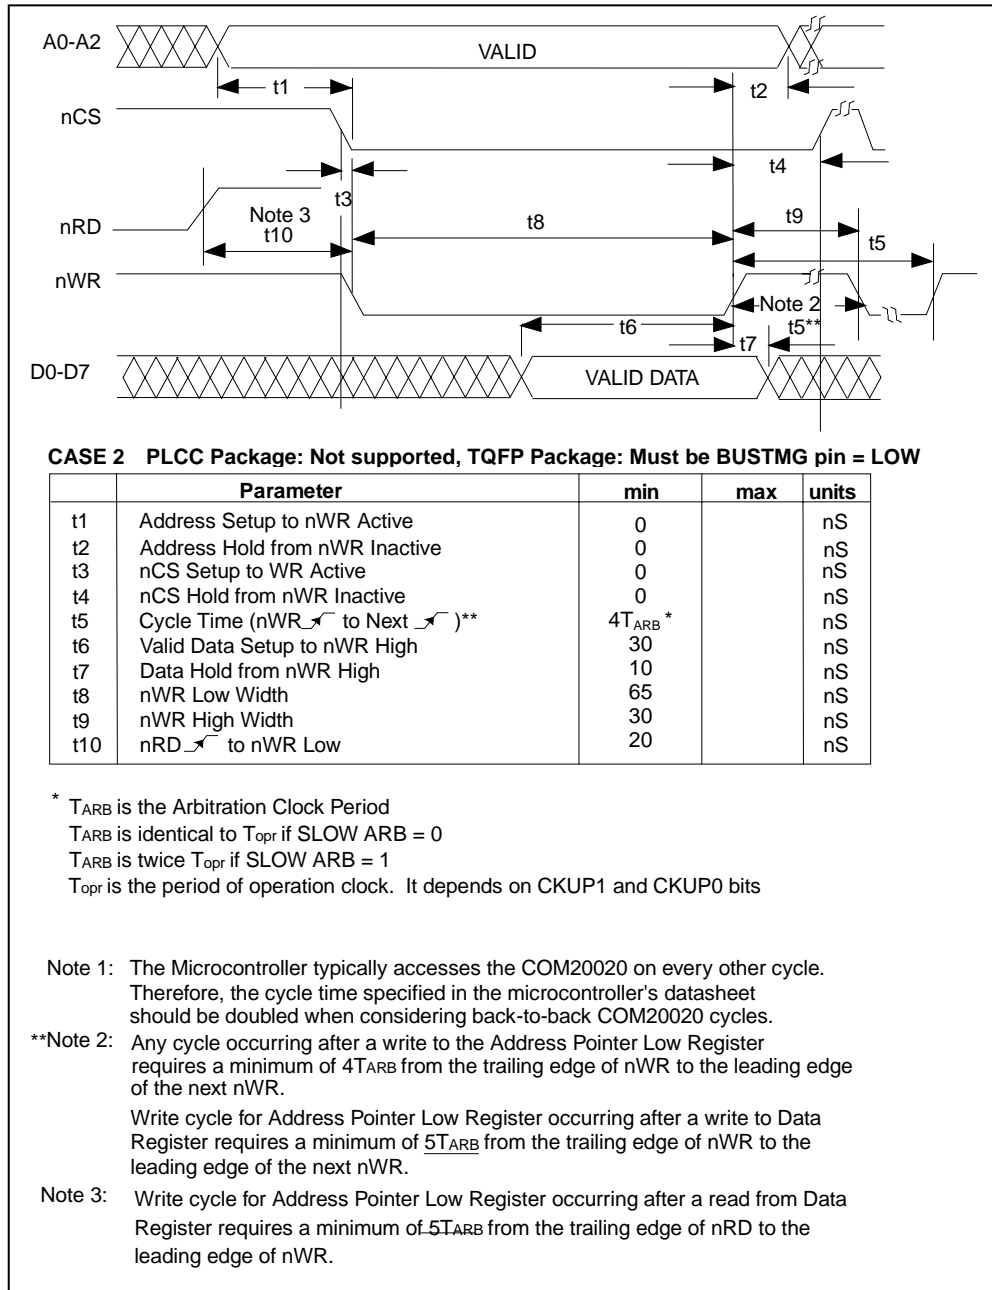 A0-A2
VALID
t1
t2
nCS
t4
t3
nRD
Note 3
t10
t8
t9
t5
nWR
Note 2
t6
t5**
t7
D0-D7
VALID DATA
CASE 2 PLCC Package: Not supported, TQFP Package: Must be BUSTMG pin = LOW
Parameter min max units
t1 Address Setup to nWR Active 0 nS
t2 Address Hold from nWR Inactive 0 nS
t3 nCS Setup to WR Active 0 nS
t4 nCS Hold from nWR Inactive 0 nS
t5 Cycle Time (nWR to Next )** 4TARB * nS
t6 Valid Data Setup to nWR High 30 nS
t7 Data Hold from nWR High 10 nS
t8 nWR Low Width 65 nS
t9 nWR High Width 30 nS
t10 nRD to nWR Low 20 nS
* TARB is the Arbitration Clock Period
TARB is identical to Topr if SLOW ARB = 0
TARB is twice Topr if SLOW ARB = 1
Topr is the period of operation clock. It depends on CKUP1 and CKUP0 bits
Note 1: The Microcontroller typically accesses the COM20020 on every other cycle.
Therefore, the cycle time specified in the microcontroller's datasheet
should be doubled when considering back-to-back COM20020 cycles.
**Note 2: Any cycle occurring after a write to the Address Pointer Low Register
requires a minimum of 4TARB from the trailing edge of nWR to the leading edge
of the next nWR.
Write cycle for Address Pointer Low Register occurring after a write to Data
Register requires a minimum of 5TARB from the trailing edge of nWR to the
leading edge of the next nWR.
Note 3: Write cycle for Address Pointer Low Register occurring after a read from Data
Register requires a minimum of 5TARB from the trailing edge of nRD to the
leading edge of nWR.